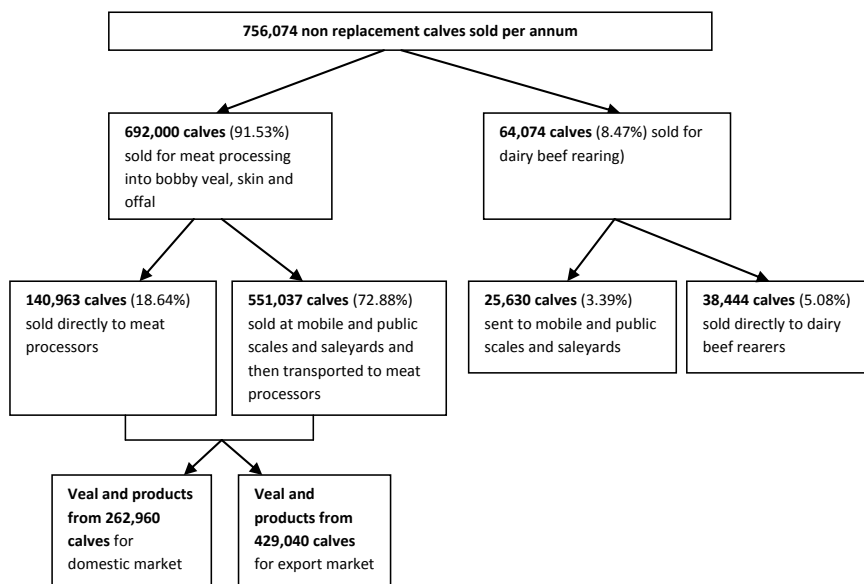 756,074 non replacement calves sold per annum
692,000 calves (91.53%)
sold for meat processing
into bobby veal, skin and
offal
64,074 calves (8.47%) sold for
dairy beef rearing)
140,963 calves (18.64%)
sold directly to meat
processors
551,037 calves (72.88%)
sold at mobile and public
scales and saleyards and
then transported to meat
processors
25,630 calves (3.39%)
sent to mobile and public
scales and saleyards
38,444 calves (5.08%)
sold directly to dairy
beef rearers
Veal and products
from 262,960
calves for
domestic market
Veal and
products from
429,040 calves
for export market